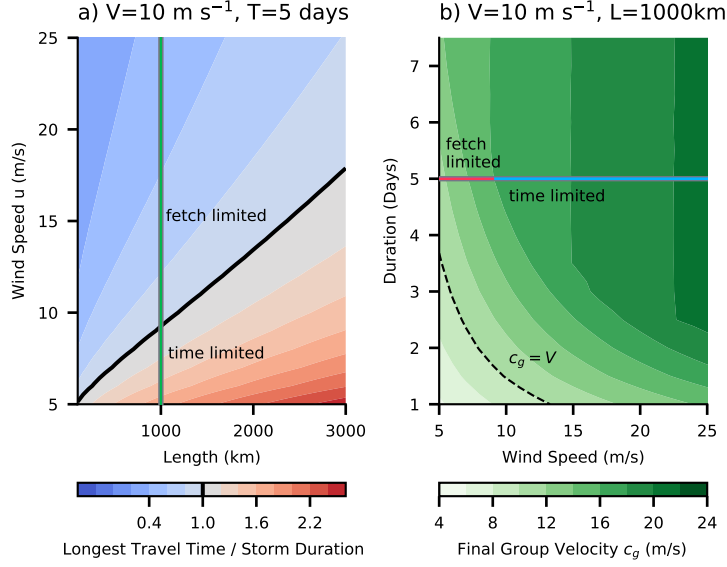 a) V=10 m s⁻¹, T=5 days
25
20
15
10
5
Wind Speed u (m/s)
fetch limited
time limited
1000
2000
3000
Length (km)
0.4
1.0
1.6
2.2
Longest Travel Time / Storm Duration
b) V=10 m s⁻¹, L=1000km
7
6
5
4
3
2
1
Duration (Days)
fetch
limited
time limited
c_g = V
5
10
15
20
25
Wind Speed (m/s)
4
8
12
16
20
24
Final Group Velocity c_g (m/s)